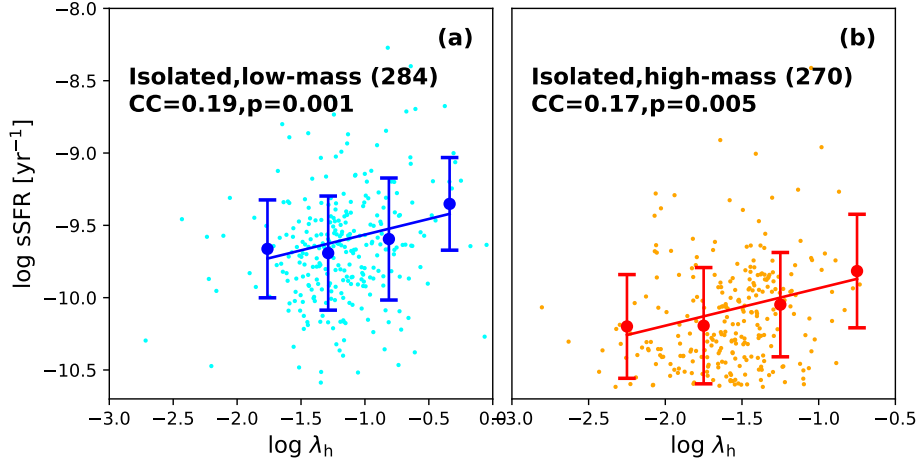 (a)
Isolated,low-mass (284)
CC=0.19,p=0.001
(b)
Isolated,high-mass (270)
CC=0.17,p=0.005
log sSFR [yr⁻¹]
−8.0
−8.5
−9.0
−9.5
−10.0
−10.5
−3.0 −2.5 −2.0 −1.5 −1.0 −0.5 0.0
−3.0 −2.5 −2.0 −1.5 −1.0 −0.5
log λh
log λh